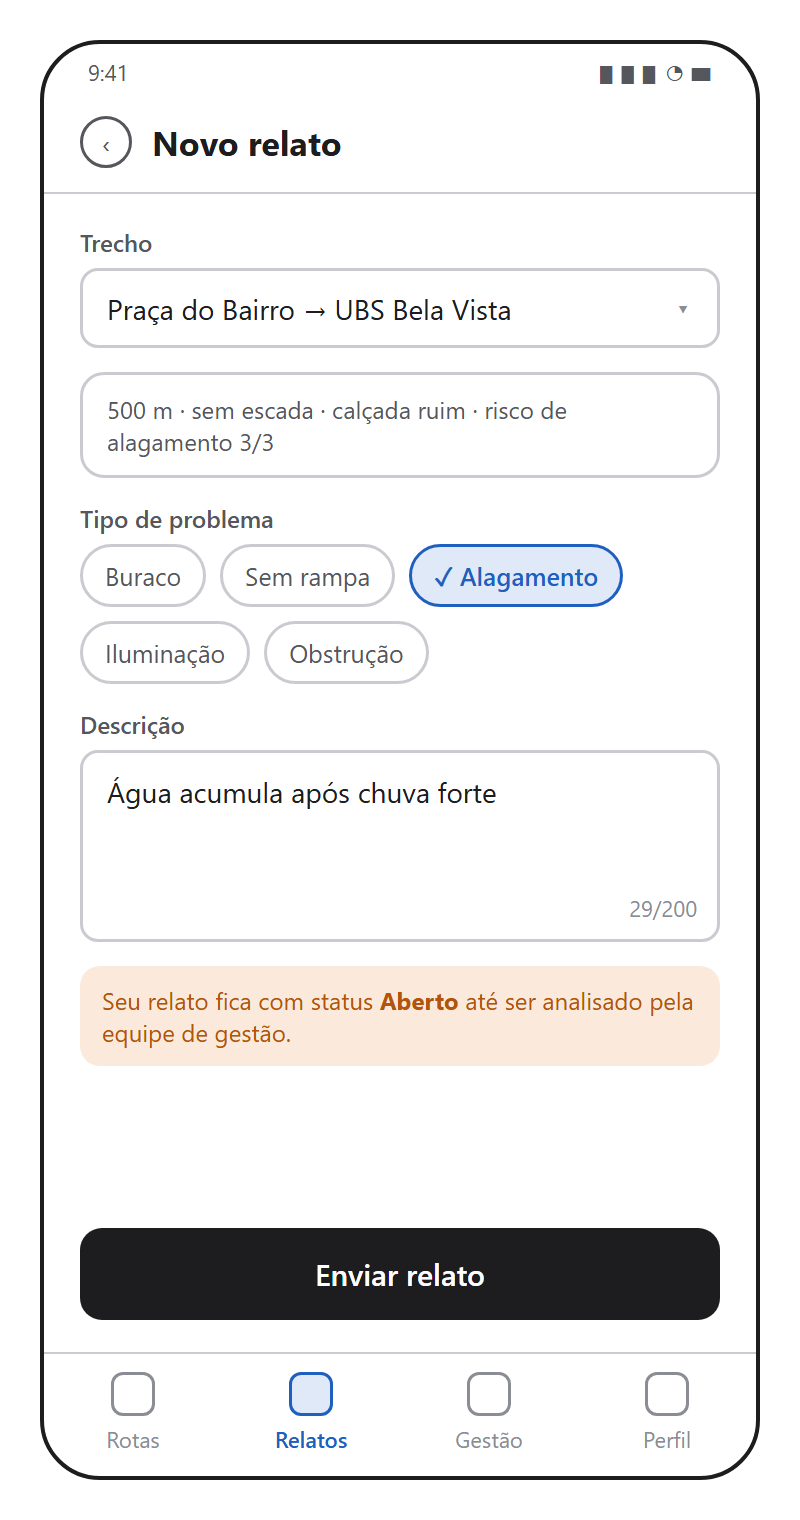 9:41
‹
Novo relato
Trecho
Praça do Bairro → UBS Bela Vista ▾
500 m · sem escada · calçada ruim · risco de
alagamento 3/3
Tipo de problema
Buraco
Sem rampa
✓ Alagamento
Iluminação
Obstrução
Descrição
Água acumula após chuva forte
29/200
Seu relato fica com status Aberto até ser analisado pela
equipe de gestão.
Enviar relato
Rotas
Relatos
Gestão
Perfil